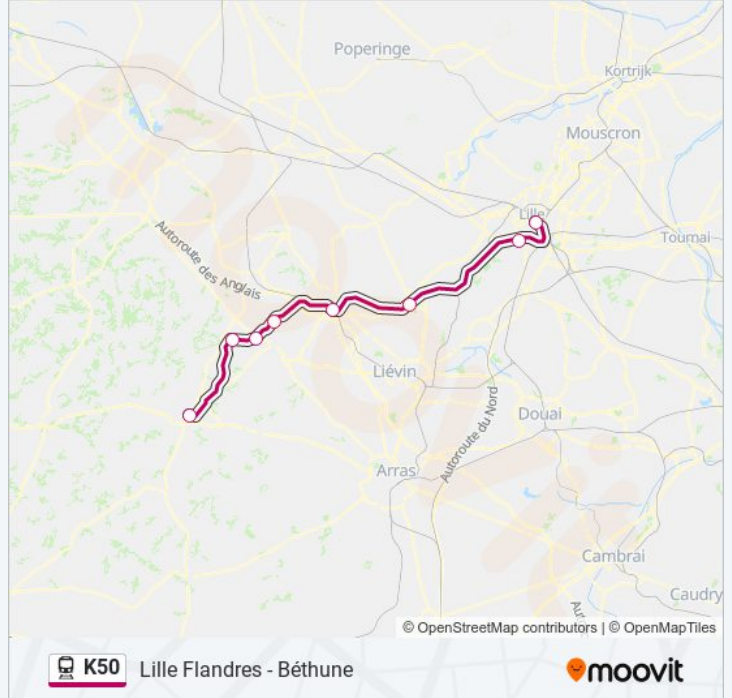 Poperinge
Kortrijk
Mouscron
Lille
Tournai
Autoroute des Anglais
Liévin
Autoroute du Nord
Douai
Arras
Cambrai
Caudry
Aut
© OpenStreetMap contributors | © OpenMapTiles
K50 Lille Flandres - Béthune
moovit